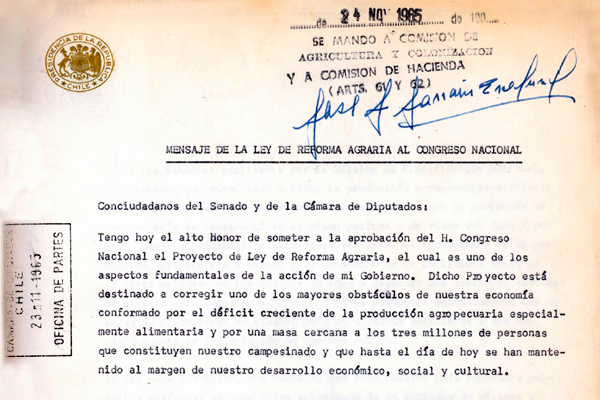 PRESIDENCIA DE LA REPUBLICA
CHILE
de 24 NOV 1965 de 190
SE MANDO A COMISION DE
AGRICULTURA Y COLONIZACION
Y A COMISION DE HACIENDA
(ARTS. 61 Y 62)
MENSAJE DE LA LEY DE REFORMA AGRARIA AL CONGRESO NACIONAL
Conciudadanos del Senado y de la Cámara de Diputados:
Tengo hoy el alto honor de someter a la aprobación del H. Congreso
Nacional el Proyecto de Ley de Reforma Agraria, el cual es uno de los
aspectos fundamentales de la acción de mi Gobierno. Dicho Proyecto está
destinado a corregir uno de los mayores obstáculos de nuestra economía
conformado por el déficit creciente de la producción agropecuaria especial-
mente alimentaria y por una masa cercana a los tres millones de personas
que constituyen nuestro campesinado y que hasta el día de hoy se han mante-
nido al margen de nuestro desarrollo económico, social y cultural.
CHILE
23 11-1965
OFICINA DE PARTES